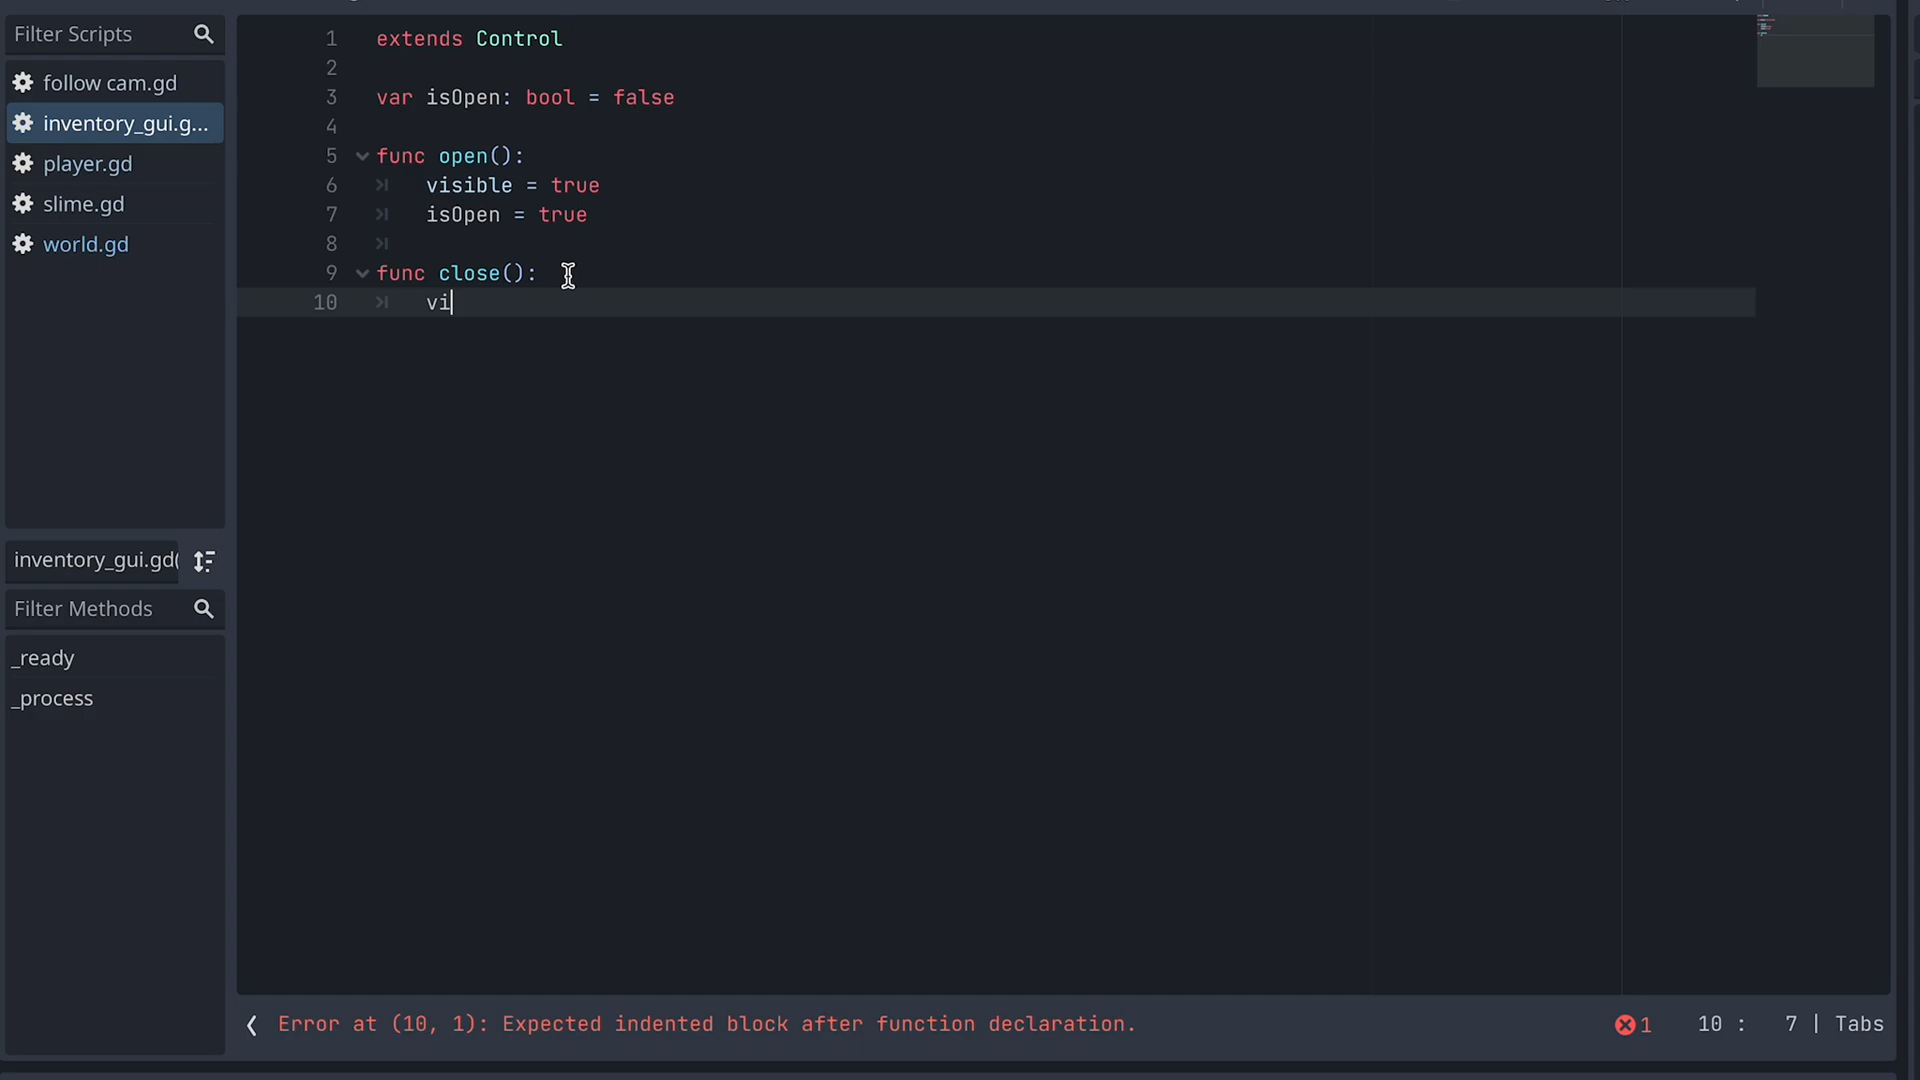 Filter Scripts
follow cam.gd
inventory_gui.g...
player.gd
slime.gd
world.gd
inventory_gui.gd(
Filter Methods
_ready
_process
1 extends Control
2
3 var isOpen: bool = false
4
5 func open():
6 visible = true
7 isOpen = true
8
9 func close():
10 vi
Error at (10, 1): Expected indented block after function declaration.
1 10 : 7 | Tabs